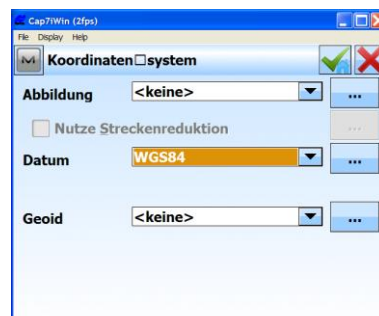 Cap7iWin (2fps)
File Display Help
Koordinaten□system
Abbildung <keine> ...
Nutze Streckenreduktion ...
Datum WGS84 ...
Geoid <keine> ...